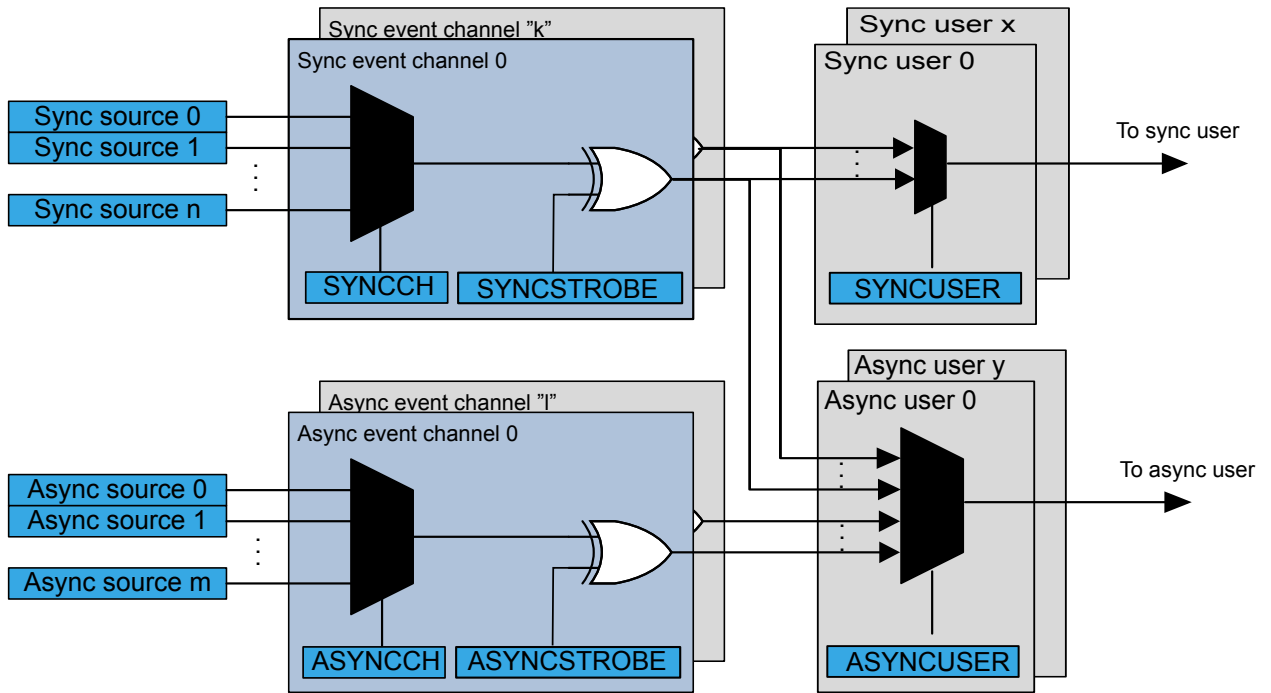 Sync event channel ”k”
Sync event channel 0
Sync source 0
Sync source 1
Sync source n
SYNCCH
SYNCSTROBE
Sync user x
Sync user 0
SYNCUSER
To sync user
Async event channel ”l”
Async event channel 0
Async source 0
Async source 1
Async source m
ASYNCCH
ASYNCSTROBE
Async user y
Async user 0
ASYNCUSER
To async user